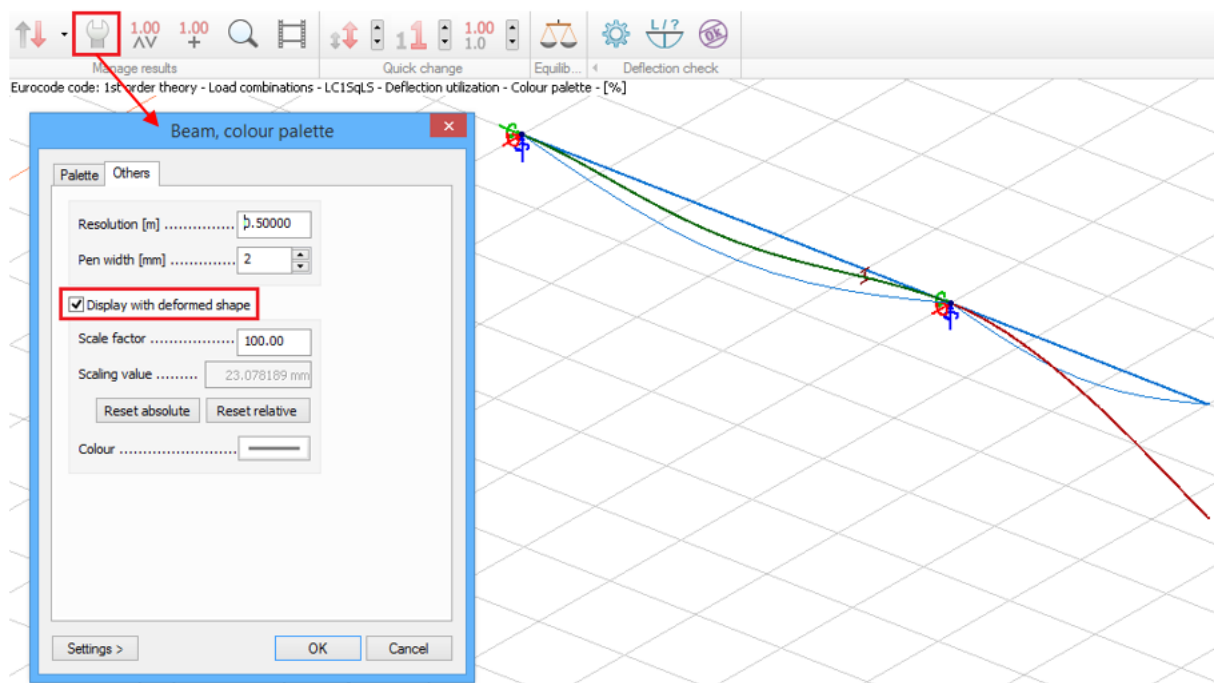 1.00 1.00 1 1 1.00 L/?
1.0 OK
Manage results Quick change Equilib... Deflection check
Eurocode code: 1st order theory - Load combinations - LC1SqLS - Deflection utilization - Colour palette - [%]
Beam, colour palette
Palette Others
Resolution [m] ............... 0.50000
Pen width [mm] .............. 2
Display with deformed shape
Scale factor .................. 100.00
Scaling value ......... 23.078189 mm
Reset absolute Reset relative
Colour .........................
Settings > OK Cancel